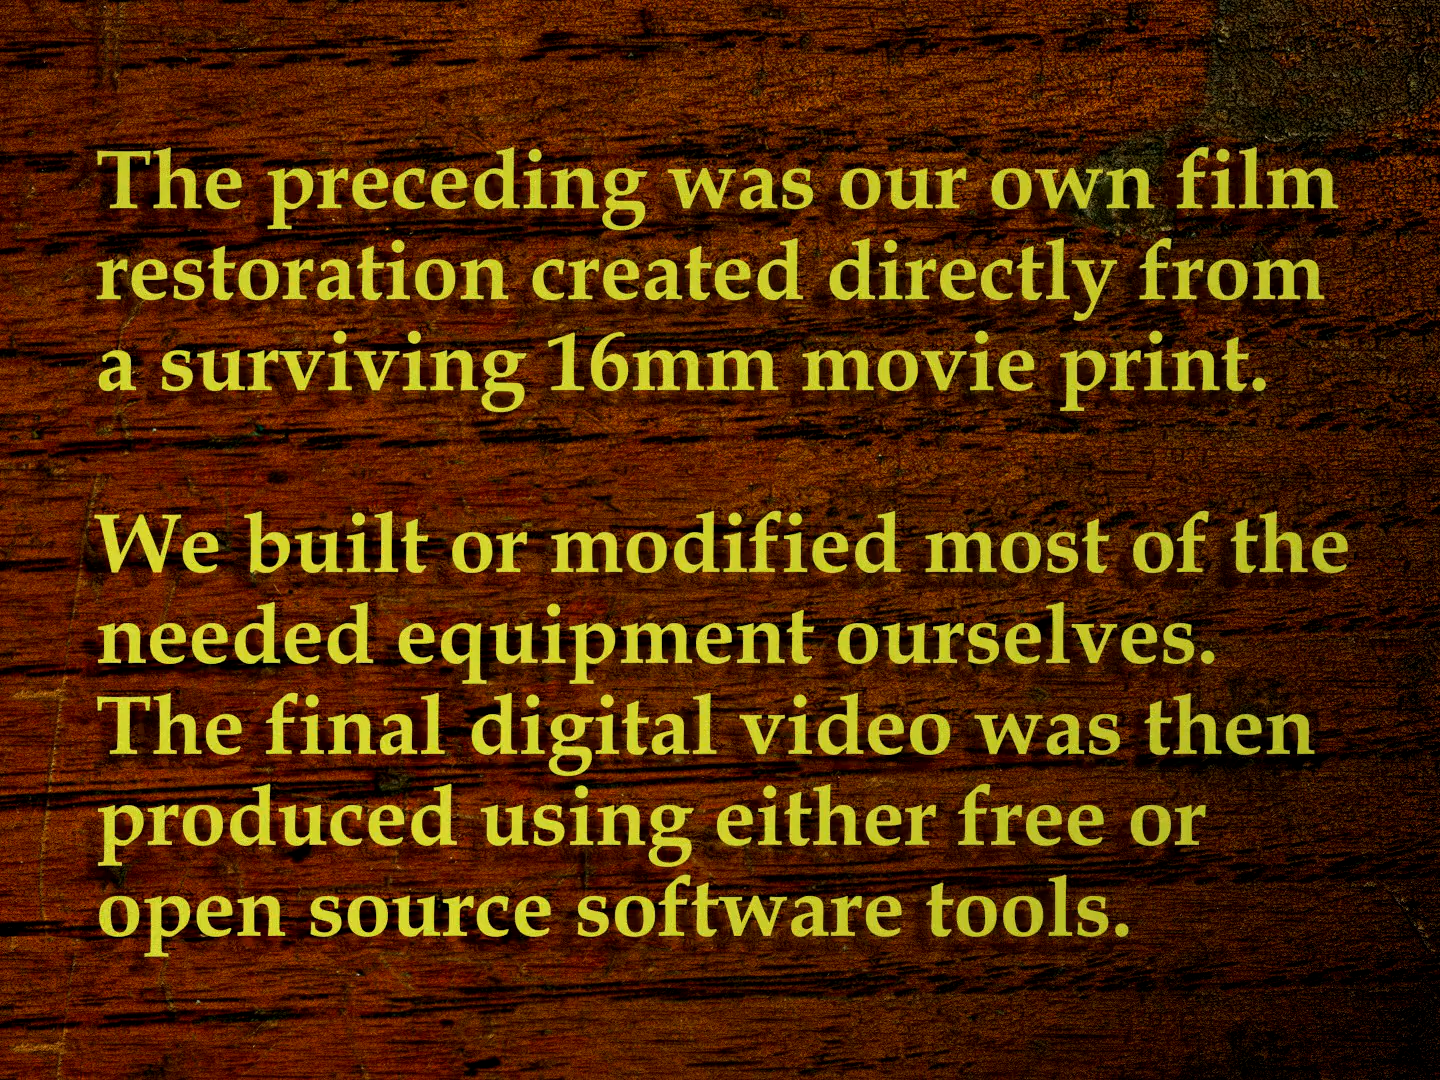 The preceding was our own film
restoration created directly from
a surviving 16mm movie print.
We built or modified most of the
needed equipment ourselves.
The final digital video was then
produced using either free or
open source software tools.